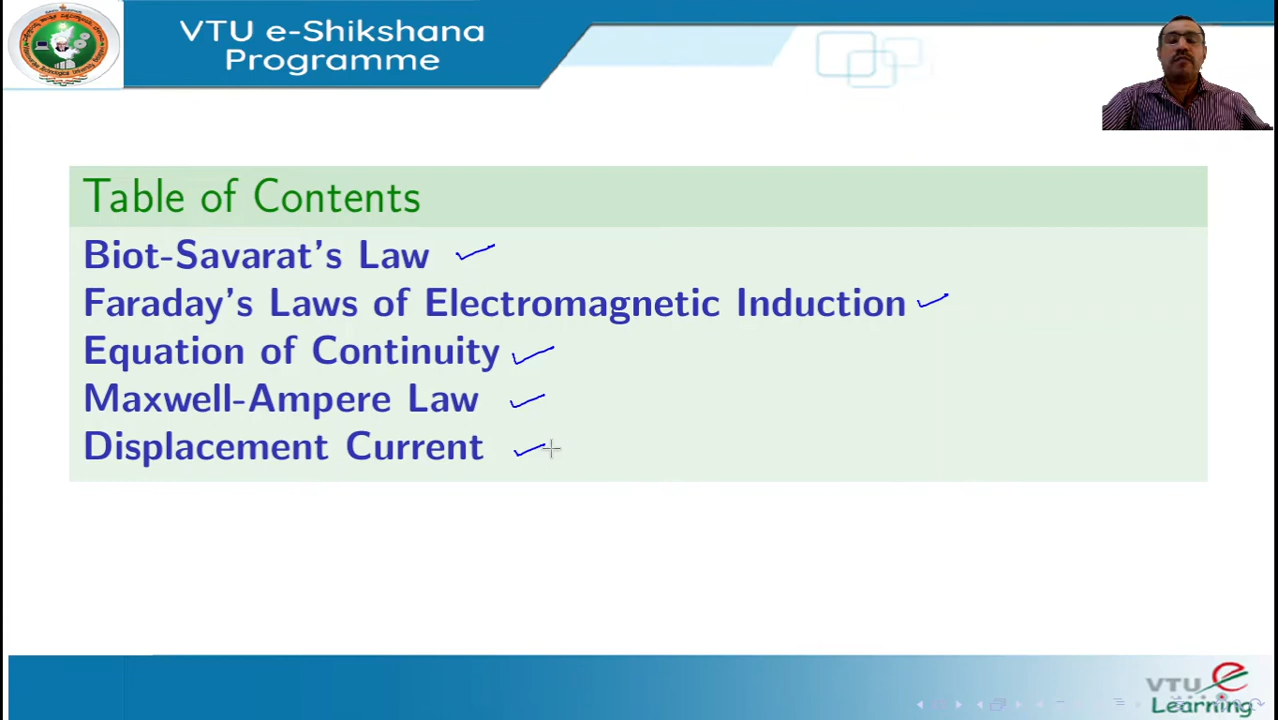 VTU e-Shikshana
Programme
Table of Contents
Biot-Savarat's Law
Faraday's Laws of Electromagnetic Induction
Equation of Continuity
Maxwell-Ampere Law
Displacement Current
VTU e
Learning